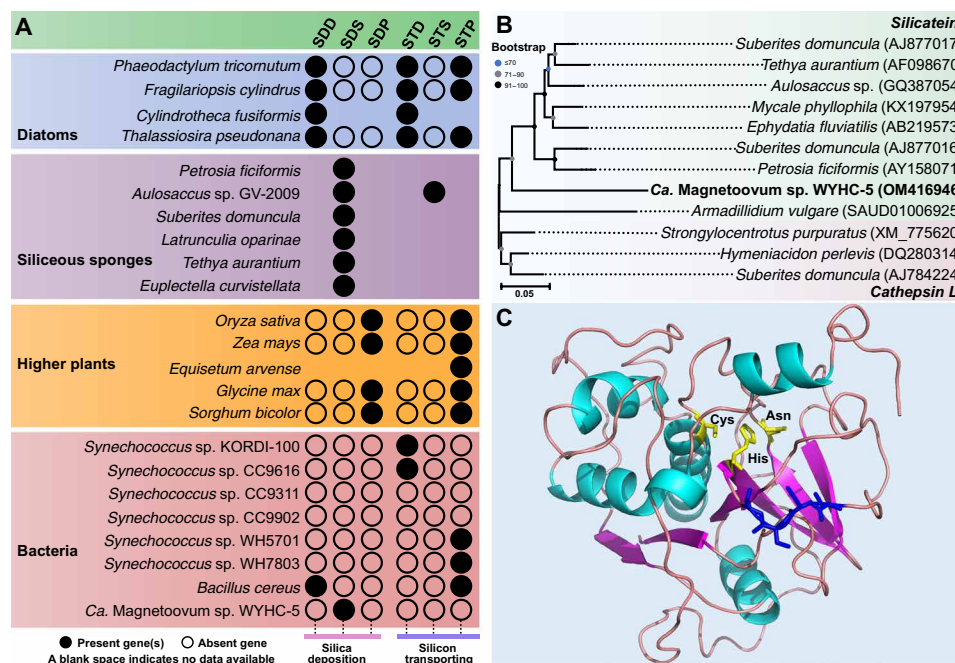 A
SDD SDS SDP STD STS STP
Phaeodactylum tricornutum
Fragilariopsis cylindrus
Cylindrotheca fusiformis
Diatoms
Thalassiosira pseudonana
Petrosia ficiformis
Aulosaccus sp. GV-2009
Suberites domuncula
Latrunculia oparinae
Siliceous sponges
Tethya aurantium
Euplectella curvistellata
Oryza sativa
Zea mays
Higher plants
Equisetum arvense
Glycine max
Sorghum bicolor
Synechococcus sp. KORDI-100
Synechococcus sp. CC9616
Synechococcus sp. CC9311
Synechococcus sp. CC9902
Bacteria
Synechococcus sp. WH5701
Synechococcus sp. WH7803
Bacillus cereus
Ca. Magnetoovum sp. WYHC-5
Present gene(s) Absent gene
A blank space indicates no data available
Silica
deposition
Silicon
transporting
B
Silicatein
Bootstrap
≤70
71–90
91–100
Suberites domuncula (AJ877017
Tethya aurantium (AF098670
Aulosaccus sp. (GQ387054
Mycale phyllophila (KX197954
Ephydatia fluviatilis (AB219573
Suberites domuncula (AJ877016
Petrosia ficiformis (AY158071
Ca. Magnetoovum sp. WYHC-5 (OM416946
Armadillidium vulgare (SAUD01006925
Strongylocentrotus purpuratus (XM_775620
Hymeniacidon perlevis (DQ280314
Suberites domuncula (AJ784224
0.05
Cathepsin L
C
Cys
Asn
His